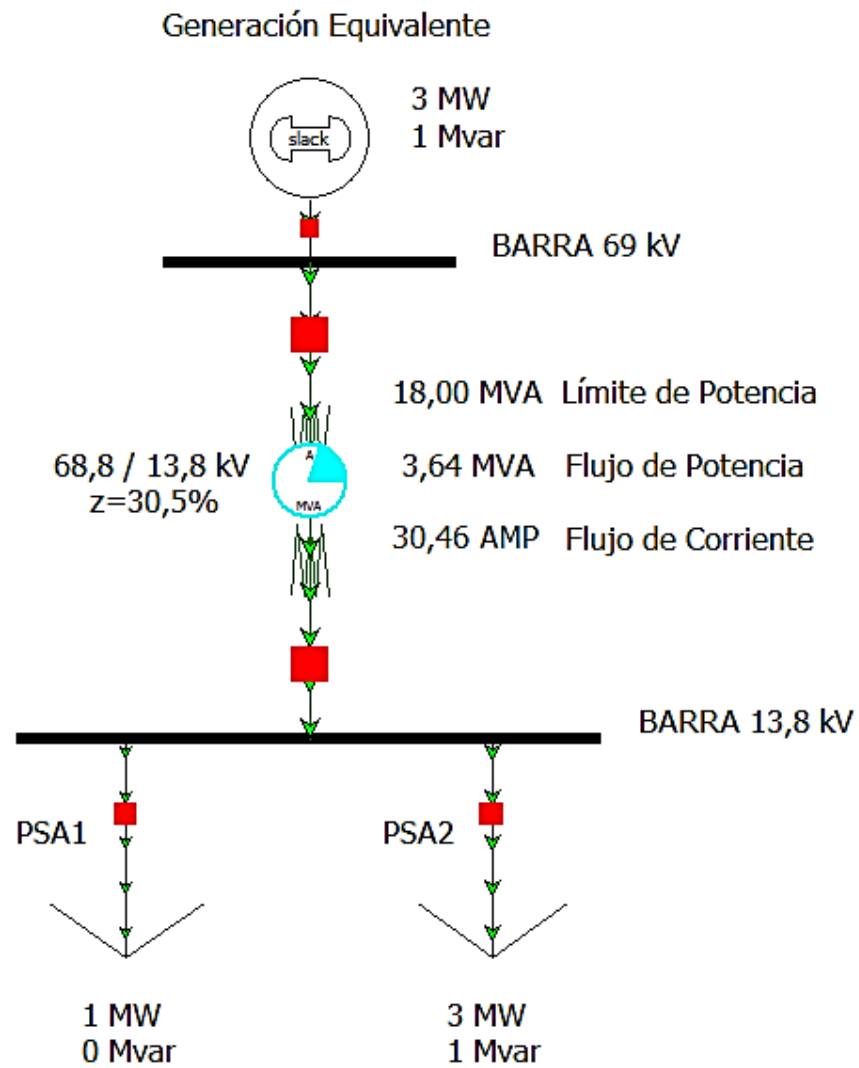 Generación Equivalente
3 MW
1 Mvar
slack
BARRA 69 kV
18,00 MVA Límite de Potencia
68,8 / 13,8 kV
z=30,5%
A
MVA
3,64 MVA Flujo de Potencia
30,46 AMP Flujo de Corriente
BARRA 13,8 kV
PSA1
PSA2
1 MW
0 Mvar
3 MW
1 Mvar